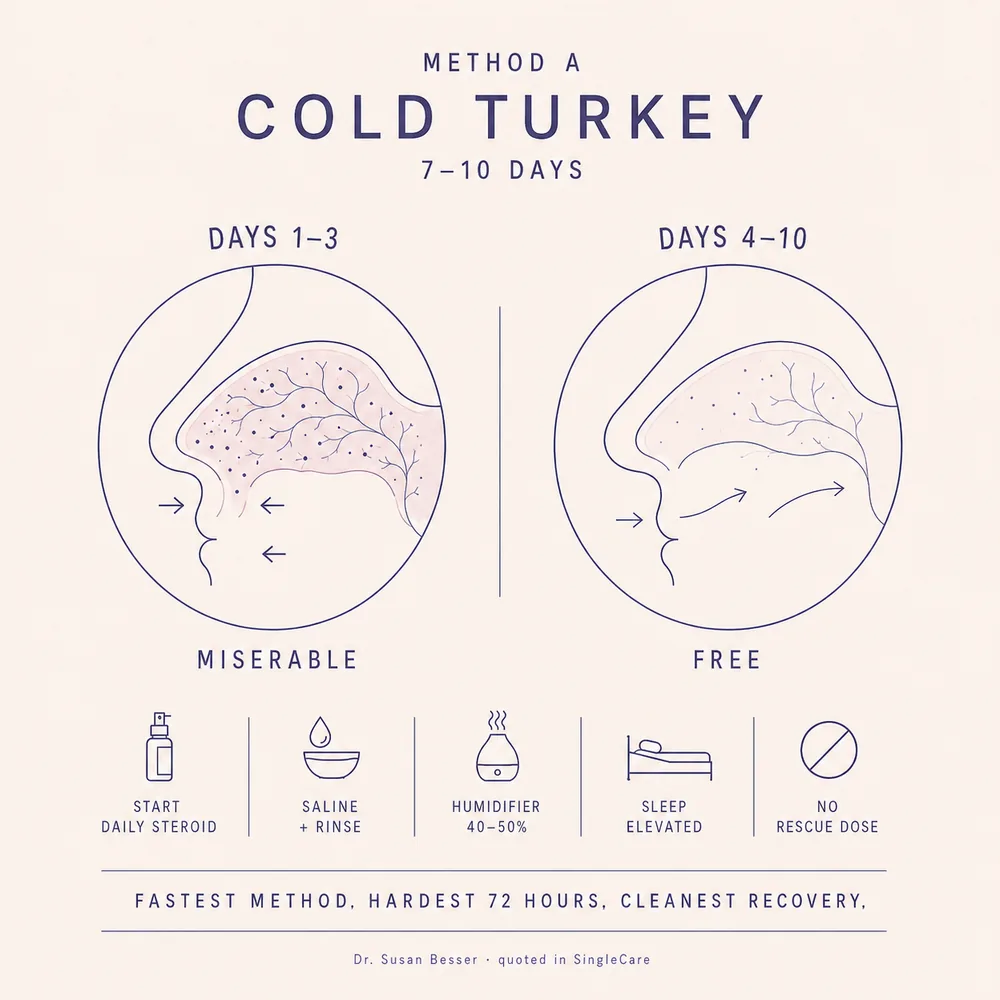 METHOD A
COLD TURKEY
7–10 DAYS
DAYS 1–3
DAYS 4–10
MISERABLE
FREE
START
DAILY STEROID
SALINE
+ RINSE
HUMIDIFIER
40–50%
SLEEP
ELEVATED
NO
RESCUE DOSE
FASTEST METHOD, HARDEST 72 HOURS, CLEANEST RECOVERY,
Dr. Susan Besser · quoted in SingleCare